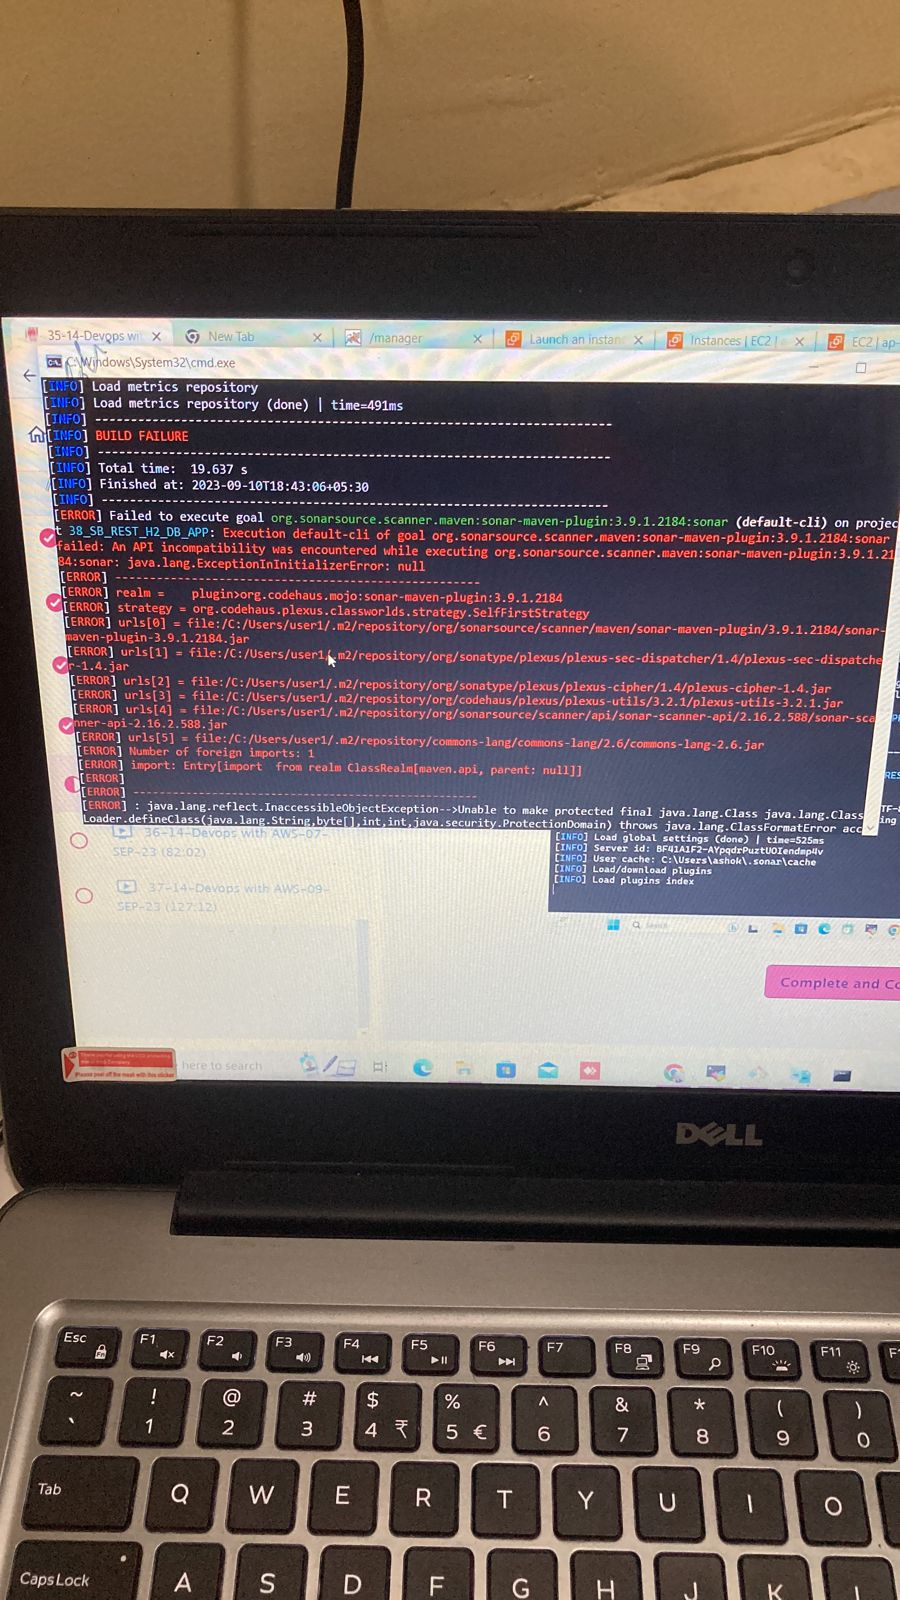 35-14-Devops wit
New Tab
/manager
Launch an instan
Instances | EC2 |
EC2 | ap-
C:\Windows\System32\cmd.exe
[INFO] Load metrics repository
[INFO] Load metrics repository (done) | time=491ms
[INFO] ------------------------------------------------------------------------
[INFO] BUILD FAILURE
[INFO] ------------------------------------------------------------------------
[INFO] Total time:  19.637 s
[INFO] Finished at: 2023-09-10T18:43:06+05:30
[INFO] ------------------------------------------------------------------------
[ERROR] Failed to execute goal org.sonarsource.scanner.maven:sonar-maven-plugin:3.9.1.2184:sonar (default-cli) on projec
t 38_SB_REST_H2_DB_APP: Execution default-cli of goal org.sonarsource.scanner.maven:sonar-maven-plugin:3.9.1.2184:sonar
failed: An API incompatibility was encountered while executing org.sonarsource.scanner.maven:sonar-maven-plugin:3.9.1.21
84:sonar: java.lang.ExceptionInInitializerError: null
[ERROR] -----------------------------------------------------
[ERROR] realm =    plugin>org.codehaus.mojo:sonar-maven-plugin:3.9.1.2184
[ERROR] strategy = org.codehaus.plexus.classworlds.strategy.SelfFirstStrategy
[ERROR] urls[0] = file:/C:/Users/user1/.m2/repository/org/sonarsource/scanner/maven/sonar-maven-plugin/3.9.1.2184/sonar-
maven-plugin-3.9.1.2184.jar
[ERROR] urls[1] = file:/C:/Users/user1/.m2/repository/org/sonatype/plexus/plexus-sec-dispatcher/1.4/plexus-sec-dispatche
r-1.4.jar
[ERROR] urls[2] = file:/C:/Users/user1/.m2/repository/org/sonatype/plexus/plexus-cipher/1.4/plexus-cipher-1.4.jar
[ERROR] urls[3] = file:/C:/Users/user1/.m2/repository/org/codehaus/plexus/plexus-utils/3.2.1/plexus-utils-3.2.1.jar
[ERROR] urls[4] = file:/C:/Users/user1/.m2/repository/org/sonarsource/scanner/api/sonar-scanner-api/2.16.2.588/sonar-sca
nner-api-2.16.2.588.jar
[ERROR] urls[5] = file:/C:/Users/user1/.m2/repository/commons-lang/commons-lang/2.6/commons-lang-2.6.jar
[ERROR] Number of foreign imports: 1
[ERROR] import: Entry[import  from realm ClassRealm[maven.api, parent: null]]
[ERROR]
[ERROR] -----------------------------------------------------
[ERROR] : java.lang.reflect.InaccessibleObjectException-->Unable to make protected final java.lang.Class java.lang.Class
Loader.defineClass(java.lang.String,byte[],int,int,java.security.ProtectionDomain) throws java.lang.ClassFormatError acc
[INFO] Load global settings (done) | time=525ms
[INFO] Server id: BF41A1F2-AYpqdrPuztUOIendmp4v
[INFO] User cache: C:\Users\ashok\.sonar\cache
[INFO] Load/download plugins
[INFO] Load plugins index
36-14-Devops with AWS-07-
SEP-23 (82:02)
37-14-Devops with AWS-09-
SEP-23 (127:12)
Search
Complete and Co
here to search
DELL
Esc F1 F2 F3 F4 F5 F6 F7 F8 F9 F10 F11
~ ! @ # $ % ^ & * ( )
` 1 2 3 4 ₹ 5 € 6 7 8 9 0
Tab Q W E R T Y U I O
Caps Lock A S D F G H J K L